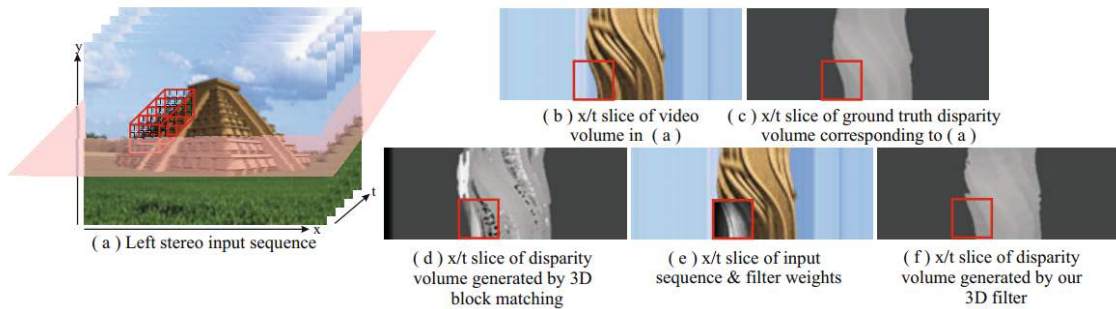 y
t
x
( a ) Left stereo input sequence
( b ) x/t slice of video
volume in ( a )
( c ) x/t slice of ground truth disparity
volume corresponding to ( a )
( d ) x/t slice of disparity
volume generated by 3D
block matching
( e ) x/t slice of input
sequence & filter weights
( f ) x/t slice of disparity
volume generated by our
3D filter